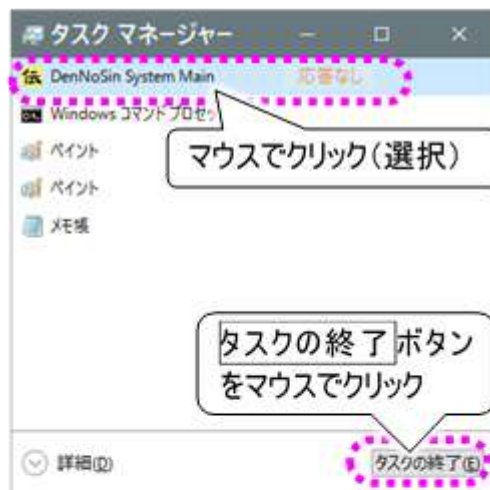 タスク マネージャー
伝 DenNoSin System Main 応答なし
Windows コマンド プロセッ
マウスでクリック(選択)
ペイント
ペイント
メモ帳
タスクの終了ボタン
をマウスでクリック
詳細(D)
タスクの終了(E)